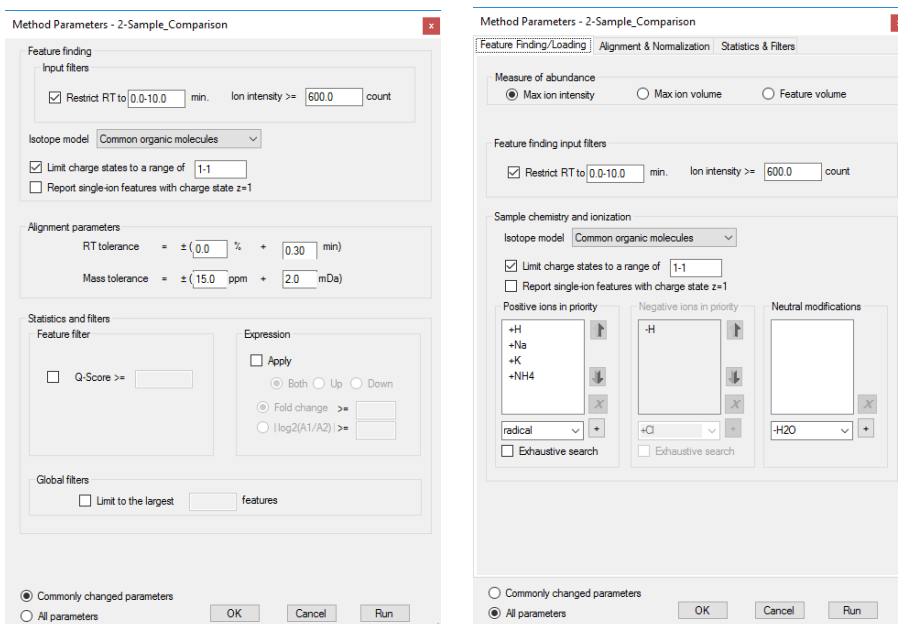 Method Parameters - 2-Sample_Comparison
x
Feature finding
Input filters
Restrict RT to 0.0-10.0 min. Ion intensity >= 600.0 count
Isotope model Common organic molecules
Limit charge states to a range of 1-1
Report single-ion features with charge state z=1
Alignment parameters
RT tolerance = ± ( 0.0 % + 0.30 min)
Mass tolerance = ± ( 15.0 ppm + 2.0 mDa)
Statistics and filters
Feature filter
Q-Score >=
Expression
Apply
Both Up Down
Fold change >=
| log2(A1/A2) | >=
Global filters
Limit to the largest features
Commonly changed parameters
All parameters
OK Cancel Run
Method Parameters - 2-Sample_Comparison
x
Feature Finding/Loading Alignment & Normalization Statistics & Filters
Measure of abundance
Max ion intensity Max ion volume Feature volume
Feature finding input filters
Restrict RT to 0.0-10.0 min. Ion intensity >= 600.0 count
Sample chemistry and ionization
Isotope model Common organic molecules
Limit charge states to a range of 1-1
Report single-ion features with charge state z=1
Positive ions in priority
+H
+Na
+K
+NH4
X
radical +
Exhaustive search
Negative ions in priority
-H
X
+Cl +
Exhaustive search
Neutral modifications
X
-H2O +
Commonly changed parameters
All parameters
OK Cancel Run